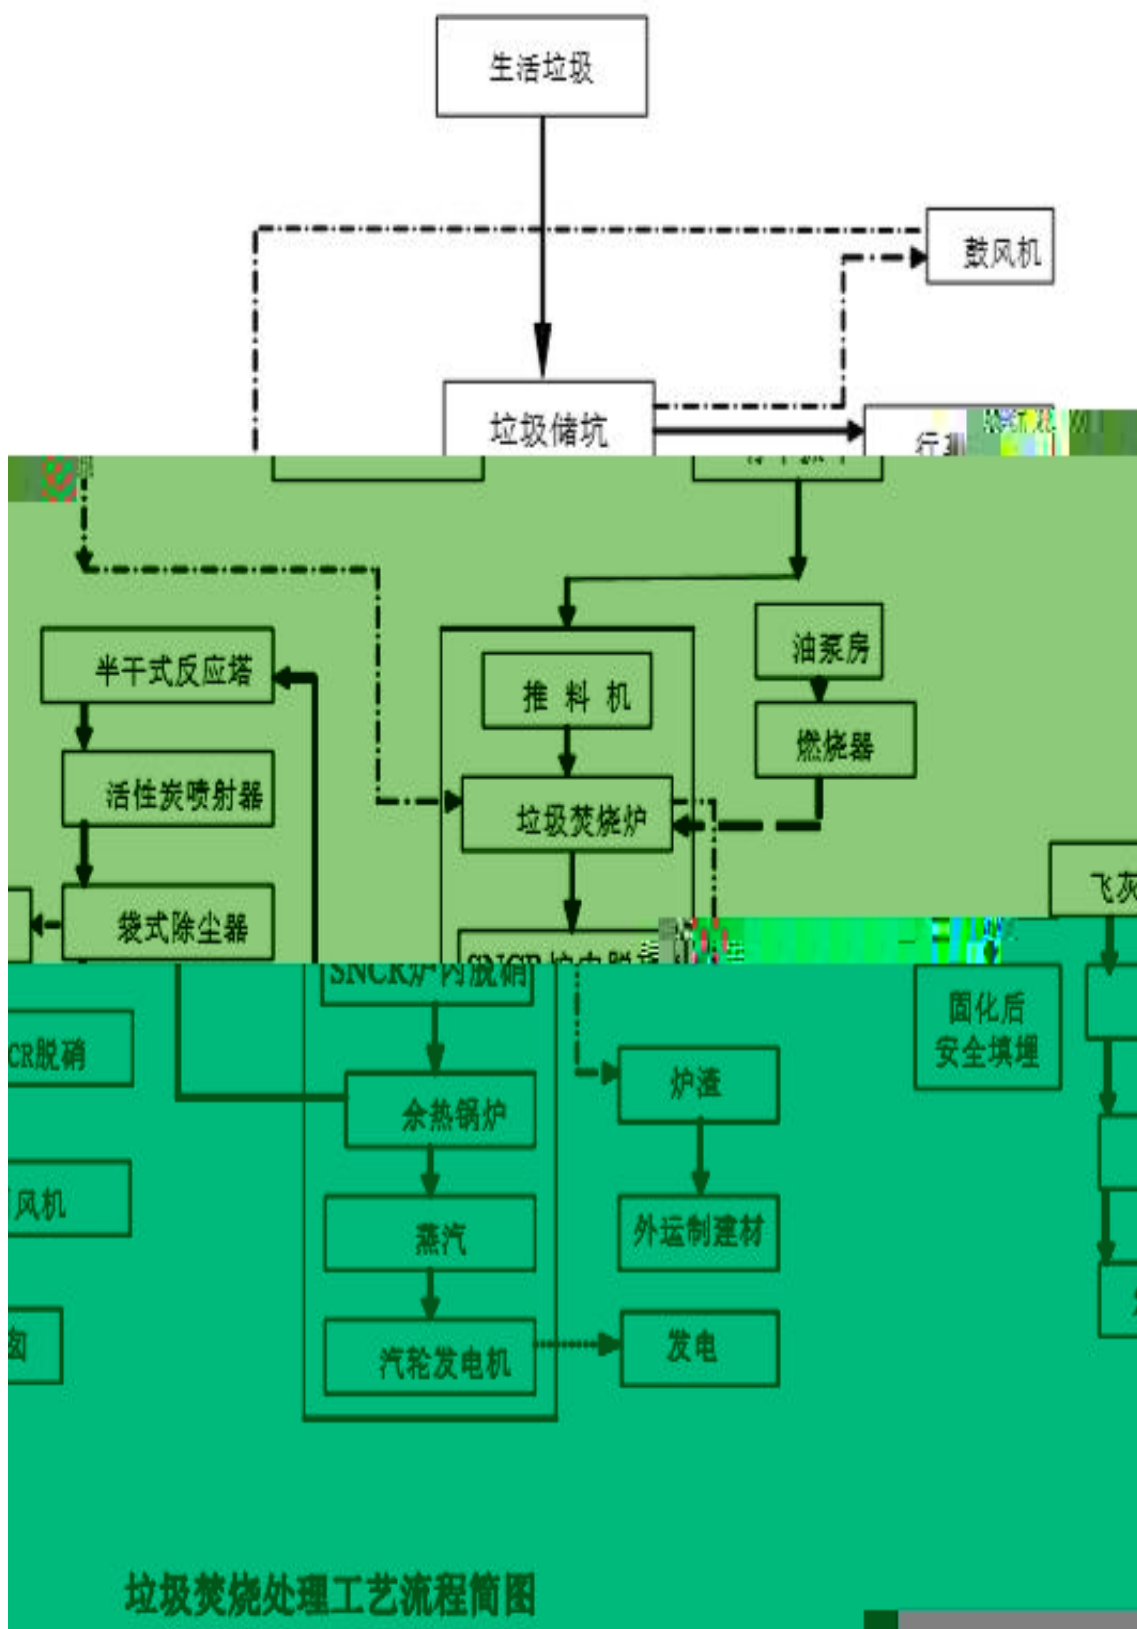 生活垃圾
鼓风机
垃圾储坑
行
油泵房
半干式反应塔
推 料 机
燃烧器
活性炭喷射器
垃圾焚烧炉
飞灰
袋式除尘器
SNCR炉内脱硝
固化后
安全填埋
CR脱硝
炉渣
余热锅炉
风机
外运制建材
蒸汽
囱
发电
汽轮发电机
垃圾焚烧处理工艺流程简图